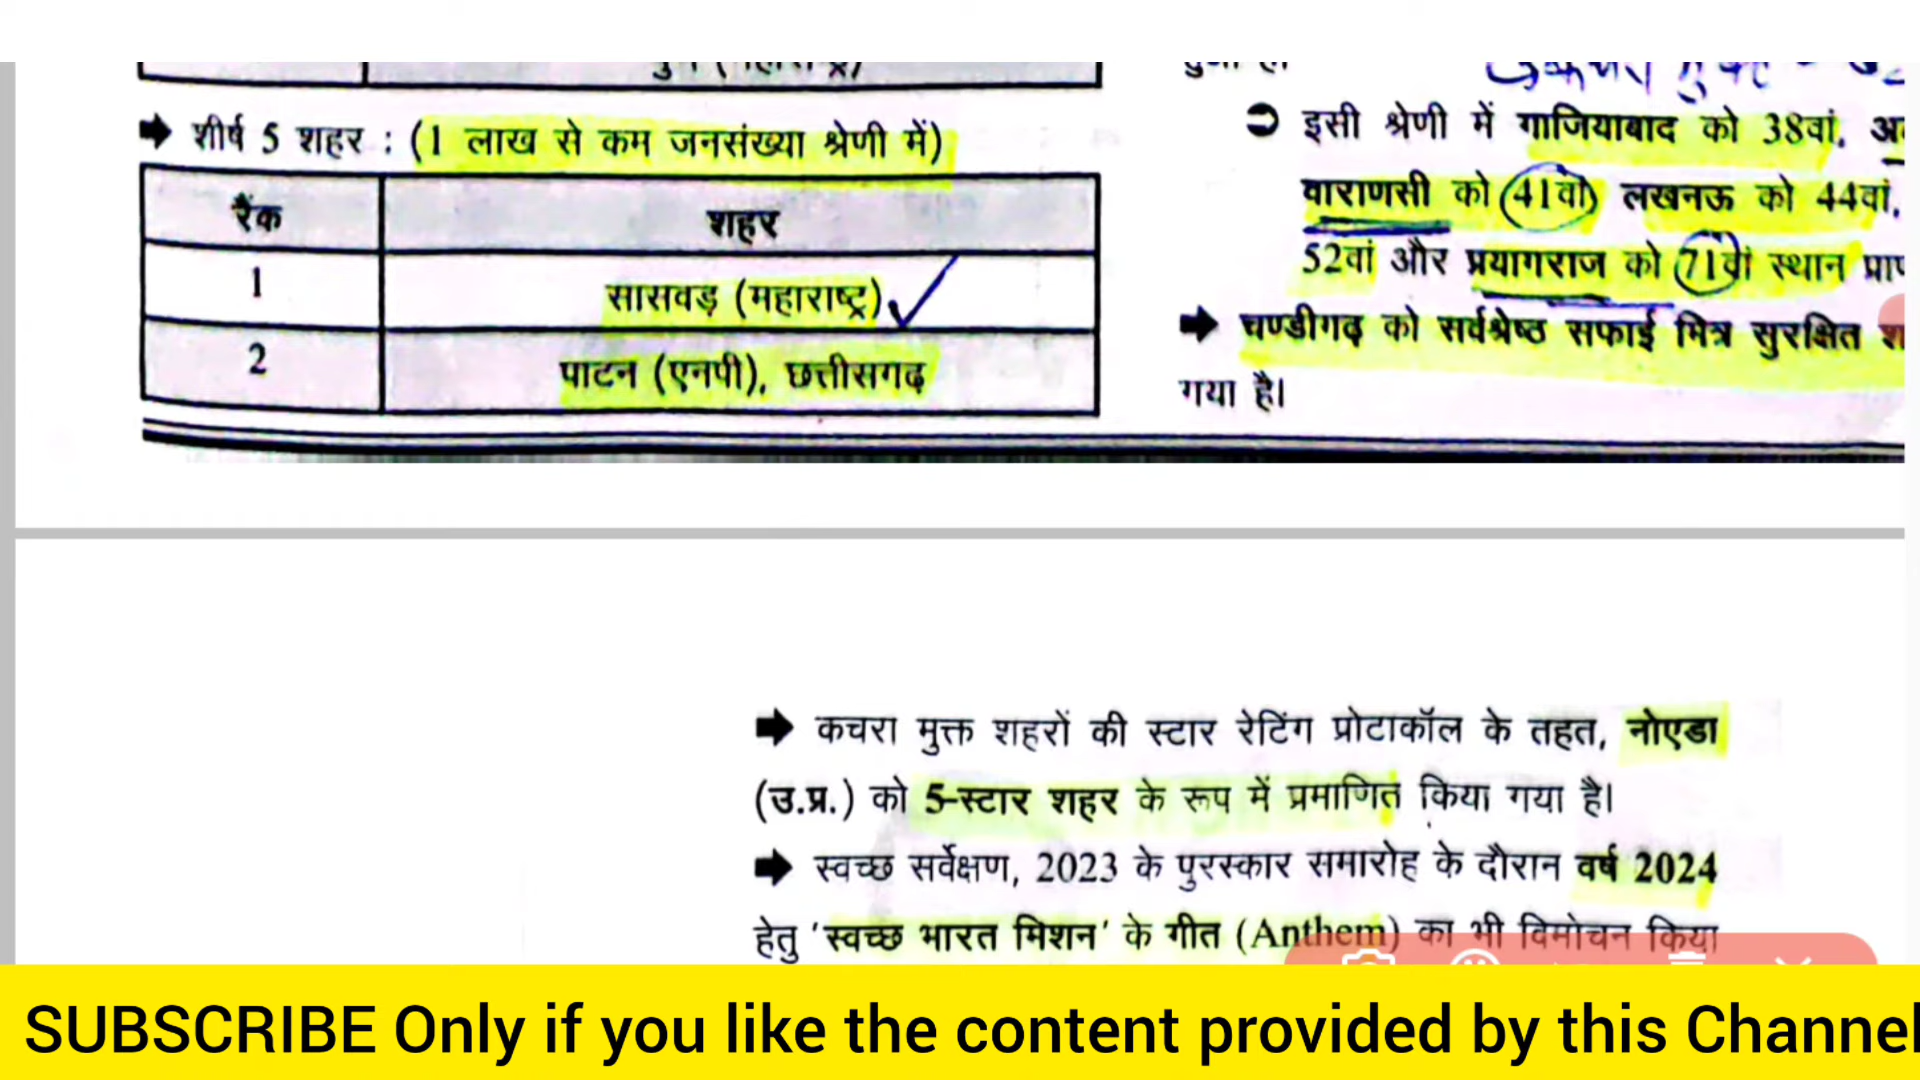 ➡ शीर्ष 5 शहर : (1 लाख से कम जनसंख्या श्रेणी में)
रैंक शहर
1 सासवड़ (महाराष्ट्र)
2 पाटन (एनपी), छत्तीसगढ़
➲ इसी श्रेणी में गाजियाबाद को 38वां,
वाराणसी को 41वां लखनऊ को 44वां,
52वां और प्रयागराज को 71वां स्थान
➡ चण्डीगढ़ को सर्वश्रेष्ठ सफाई मित्र सुरक्षित
गया है।
➡ कचरा मुक्त शहरों की स्टार रेटिंग प्रोटाकॉल के तहत, नोएडा
(उ.प्र.) को 5-स्टार शहर के रूप में प्रमाणित किया गया है।
➡ स्वच्छ सर्वेक्षण, 2023 के पुरस्कार समारोह के दौरान वर्ष 2024
हेतु 'स्वच्छ भारत मिशन' के गीत (Anthem) का भी विमोचन किया
SUBSCRIBE Only if you like the content provided by this Channel